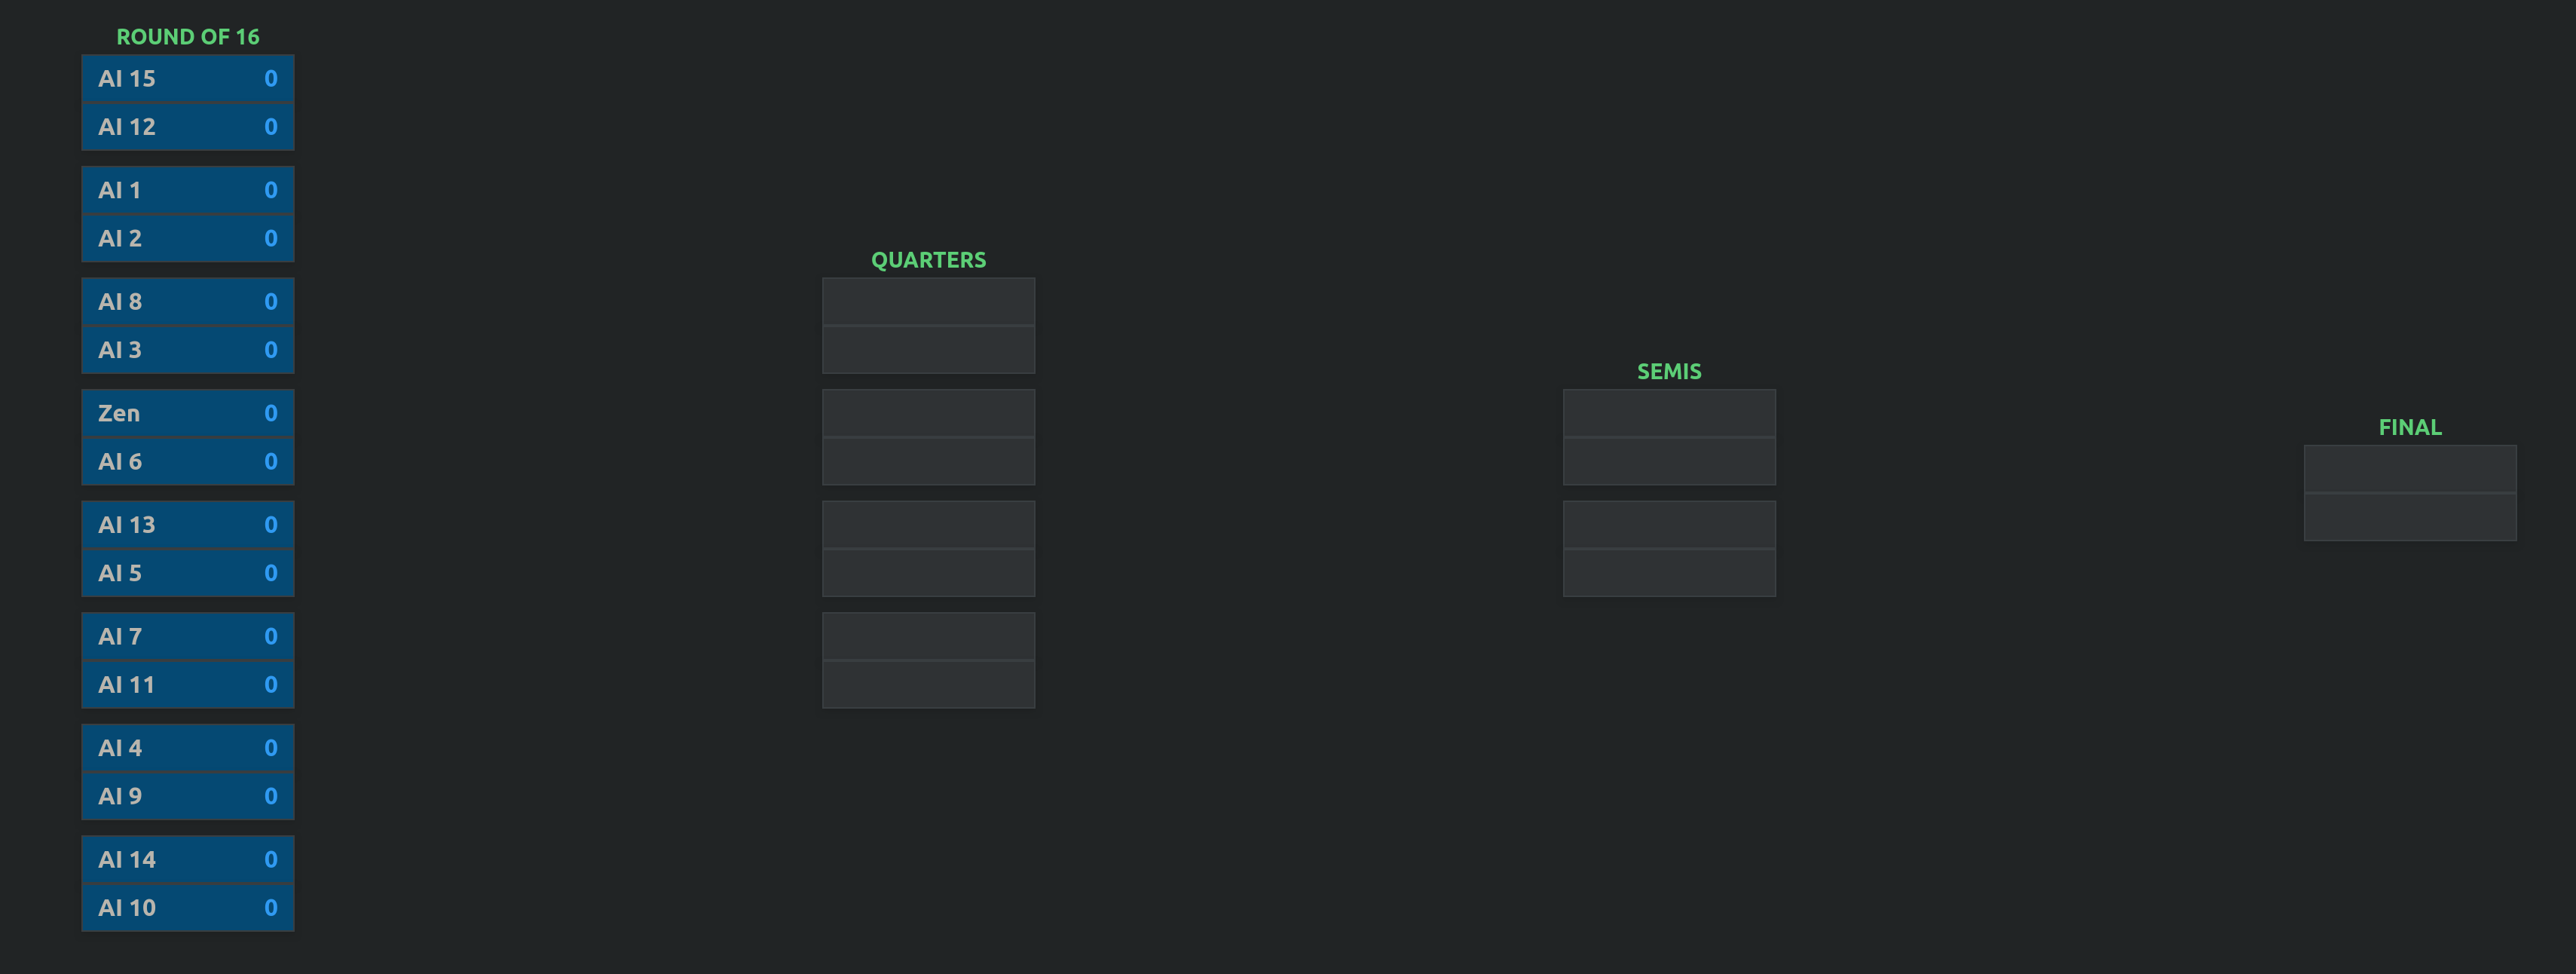 ROUND OF 16
AI 15 0
AI 12 0
AI 1 0
AI 2 0
AI 8 0
AI 3 0
Zen 0
AI 6 0
AI 13 0
AI 5 0
AI 7 0
AI 11 0
AI 4 0
AI 9 0
AI 14 0
AI 10 0
QUARTERS
SEMIS
FINAL